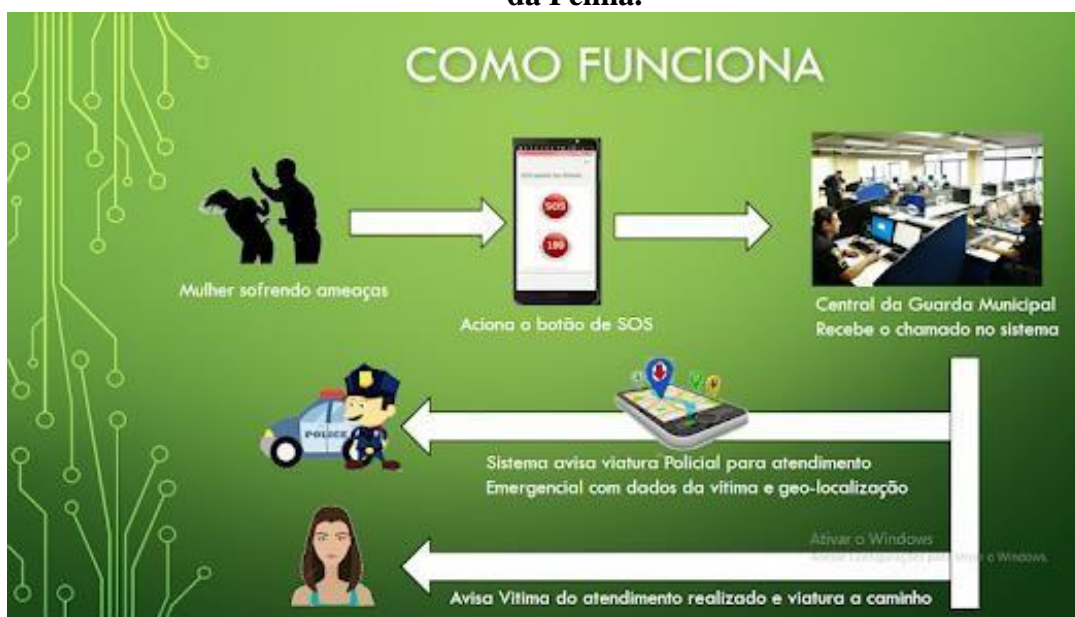 da Penha.
COMO FUNCIONA
SOS
190
Mulher sofrendo ameaças
Aciona o botão de SOS
Central da Guarda Municipal
Recebe o chamado no sistema
POLICE
Sistema avisa viatura Policial para atendimento
Emergencial com dados da vítima e geo-localização
Ativar o Windows
Avisa Vitima do atendimento realizado e viatura a caminho